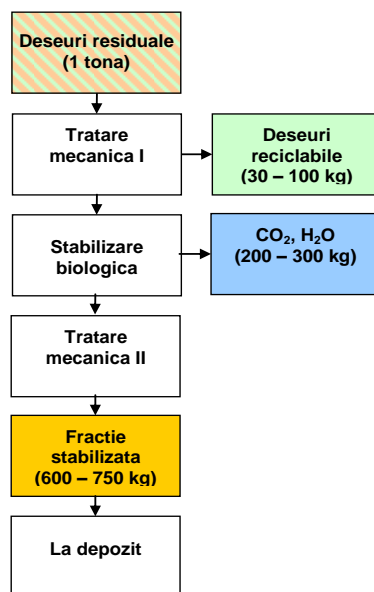 Deseuri residuale
(1 tona)
Tratare
mecanica I
Deseuri
reciclabile
(30 – 100 kg)
Stabilizare
biologica
CO₂, H₂O
(200 – 300 kg)
Tratare
mecanica II
Fractie
stabilizata
(600 – 750 kg)
La depozit